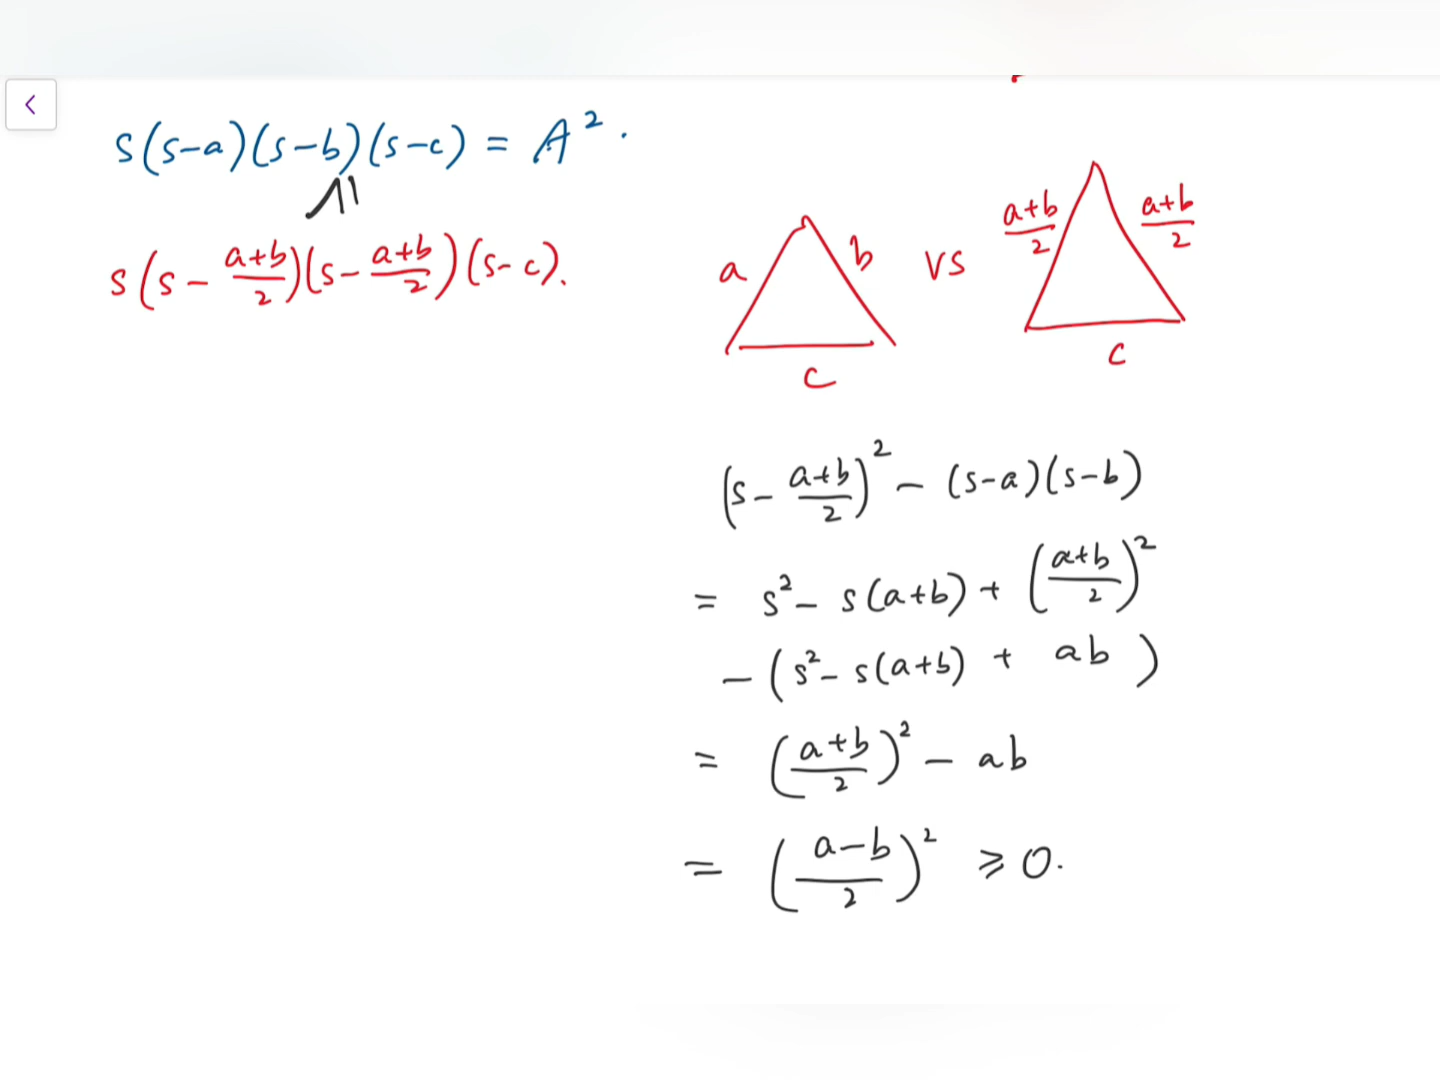 s(s-a)(s-b)(s-c) = A².
≤
s(s - (a+b)/2)(s - (a+b)/2)(s-c).
a b vs (a+b)/2 (a+b)/2
c c
(s - (a+b)/2)² - (s-a)(s-b)
= s² - s(a+b) + ((a+b)/2)²
- (s² - s(a+b) + ab)
= ((a+b)/2)² - ab
= ((a-b)/2)² ⩾ 0.